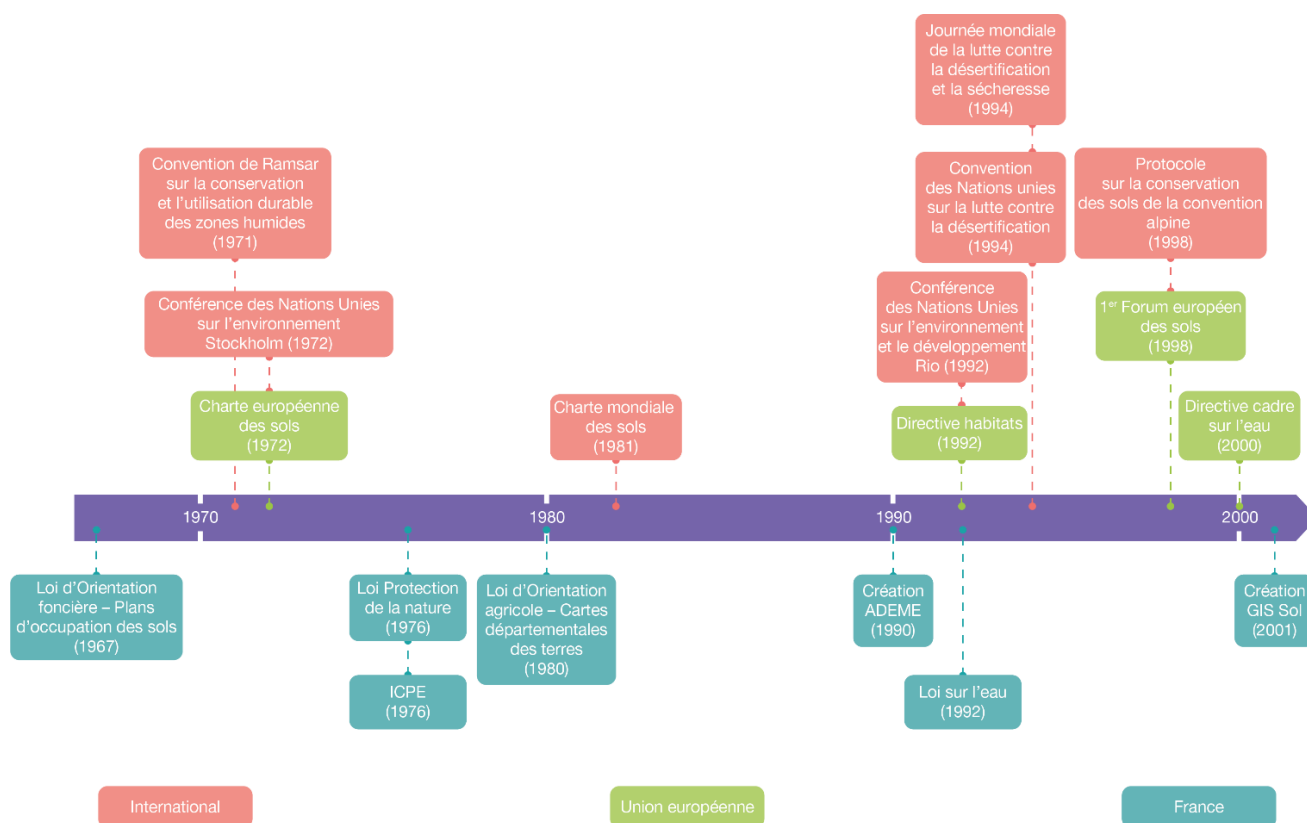 Journée mondiale
de la lutte contre
la désertification
et la sécheresse
(1994)
Convention de Ramsar
sur la conservation
et l'utilisation durable
des zones humides
(1971)
Convention
des Nations unies
sur la lutte contre
la désertification
(1994)
Protocole
sur la conservation
des sols de la convention
alpine
(1998)
Conférence des Nations Unies
sur l'environnement
Stockholm (1972)
Conférence
des Nations Unies
sur l'environnement
et le développement
Rio (1992)
1er Forum européen
des sols
(1998)
Charte européenne
des sols
(1972)
Charte mondiale
des sols
(1981)
Directive habitats
(1992)
Directive cadre
sur l'eau
(2000)
1970
1980
1990
2000
Loi d'Orientation
foncière – Plans
d'occupation des sols
(1967)
Loi Protection
de la nature
(1976)
Loi d'Orientation
agricole – Cartes
départementales
des terres
(1980)
Création
ADEME
(1990)
Création
GIS Sol
(2001)
ICPE
(1976)
Loi sur l'eau
(1992)
International
Union européenne
France